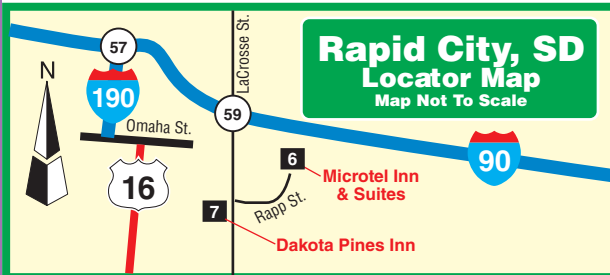 Rapid City, SD
Locator Map
Map Not To Scale
N
57
190
LaCrosse St.
59
Omaha St.
16
90
6
Microtel Inn
& Suites
Rapp St.
7
Dakota Pines Inn